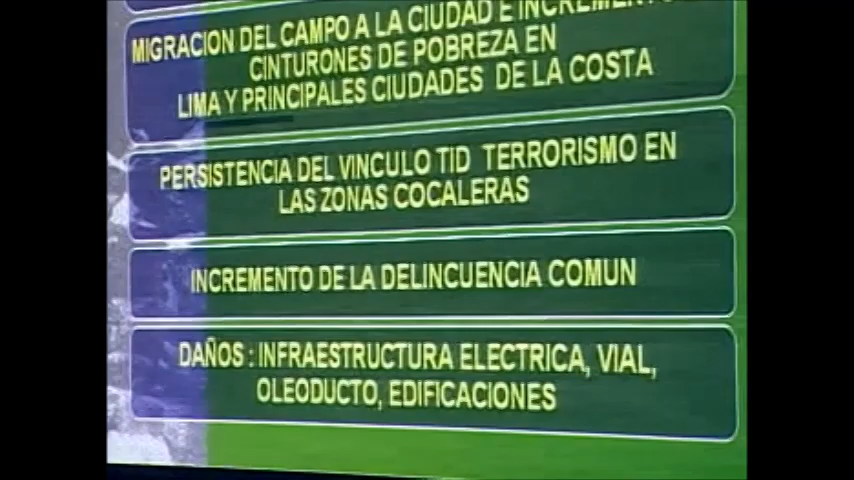 MIGRACION DEL CAMPO A LA CIUDAD E INCREMENTO
CINTURONES DE POBREZA EN
LIMA Y PRINCIPALES CIUDADES DE LA COSTA
PERSISTENCIA DEL VINCULO TID TERRORISMO EN
LAS ZONAS COCALERAS
INCREMENTO DE LA DELINCUENCIA COMUN
DAÑOS : INFRAESTRUCTURA ELECTRICA, VIAL,
OLEODUCTO, EDIFICACIONES